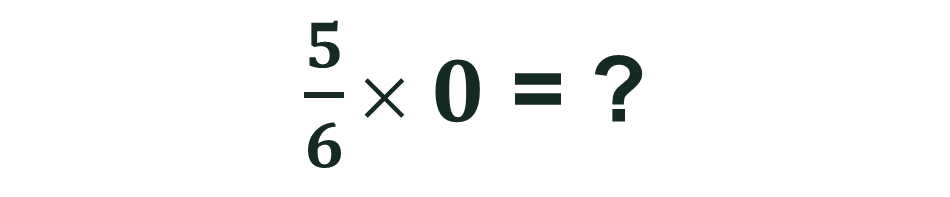 5/6 × 0 = ?